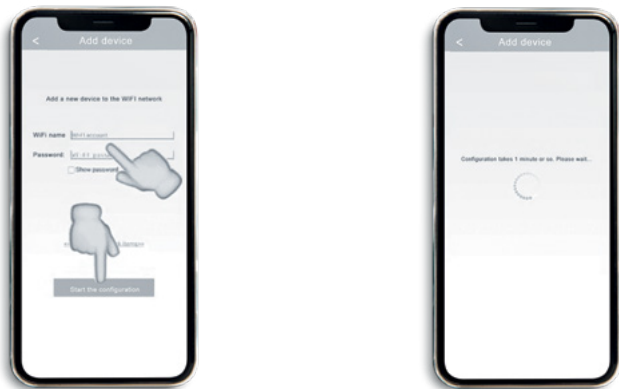 < Add device
Add a new device to the WIFI network
WiFi name
Password:
Show password
Start the configuration
< Add device
Configuration takes 1 minute or so. Please wait...